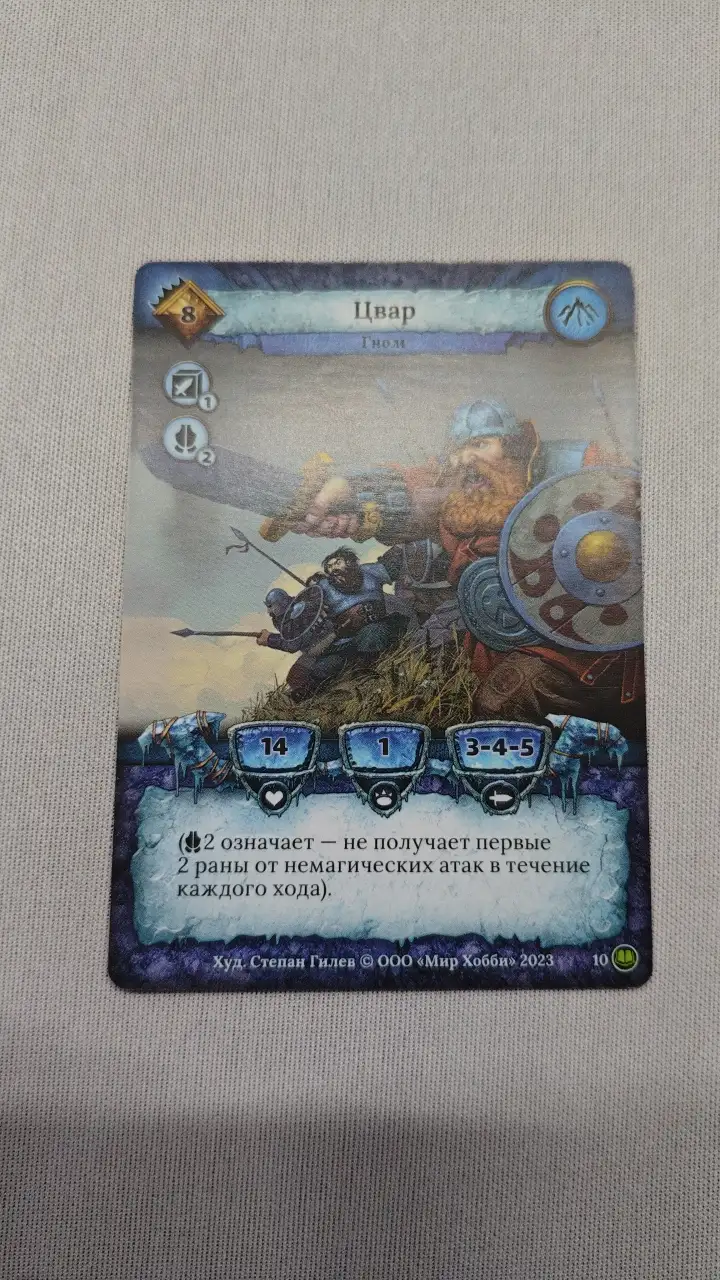 8
Цвар
Гном
1
2
14
1
3-4-5
(2 означает — не получает первые
2 раны от немагических атак в течение
каждого хода).
Худ. Степан Гилев © ООО «Мир Хобби» 2023
10